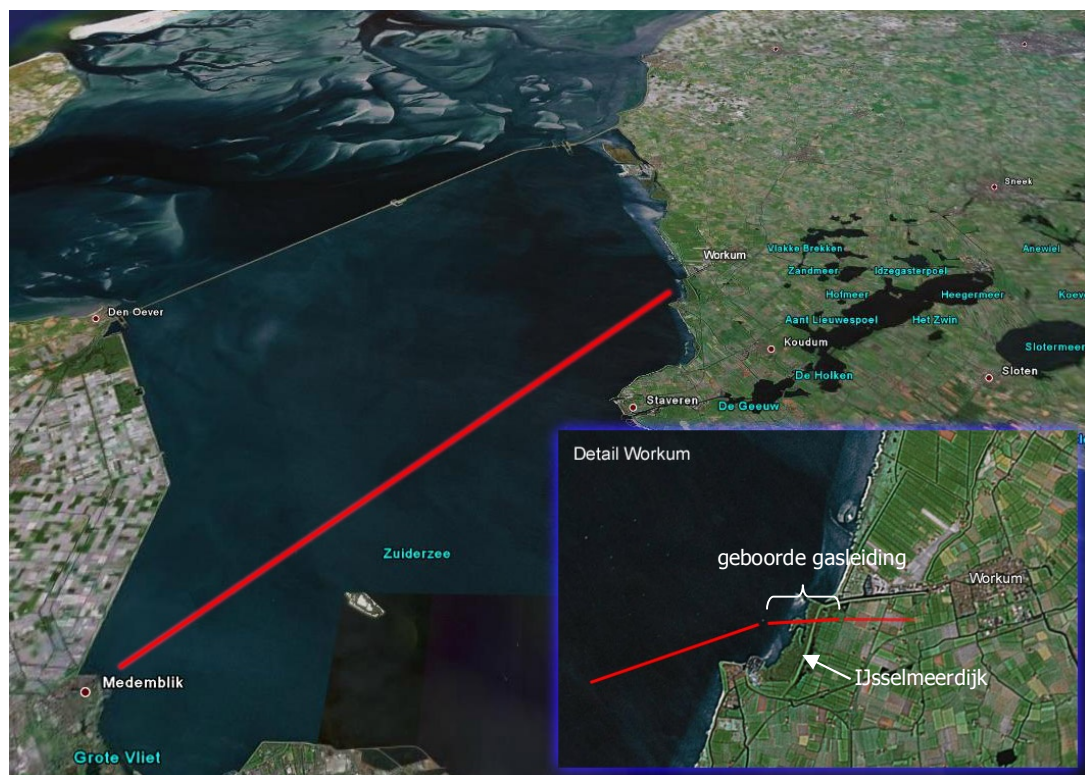 Sneek
Vlakke Brekken
Anewiel
Workum
Zandmeer
Idzegasterpoel
Hofmeer
Heegermeer
Koev
Den Oever
Aant Lieuwespoel
Het Zwin
Koudum
Slotermeer
De Holken
Sloten
Staveren
De Geeuw
Detail Workum
Zuiderzee
geboorde gasleiding
Workum
Medemblik
IJsselmeerdijk
Grote Vliet